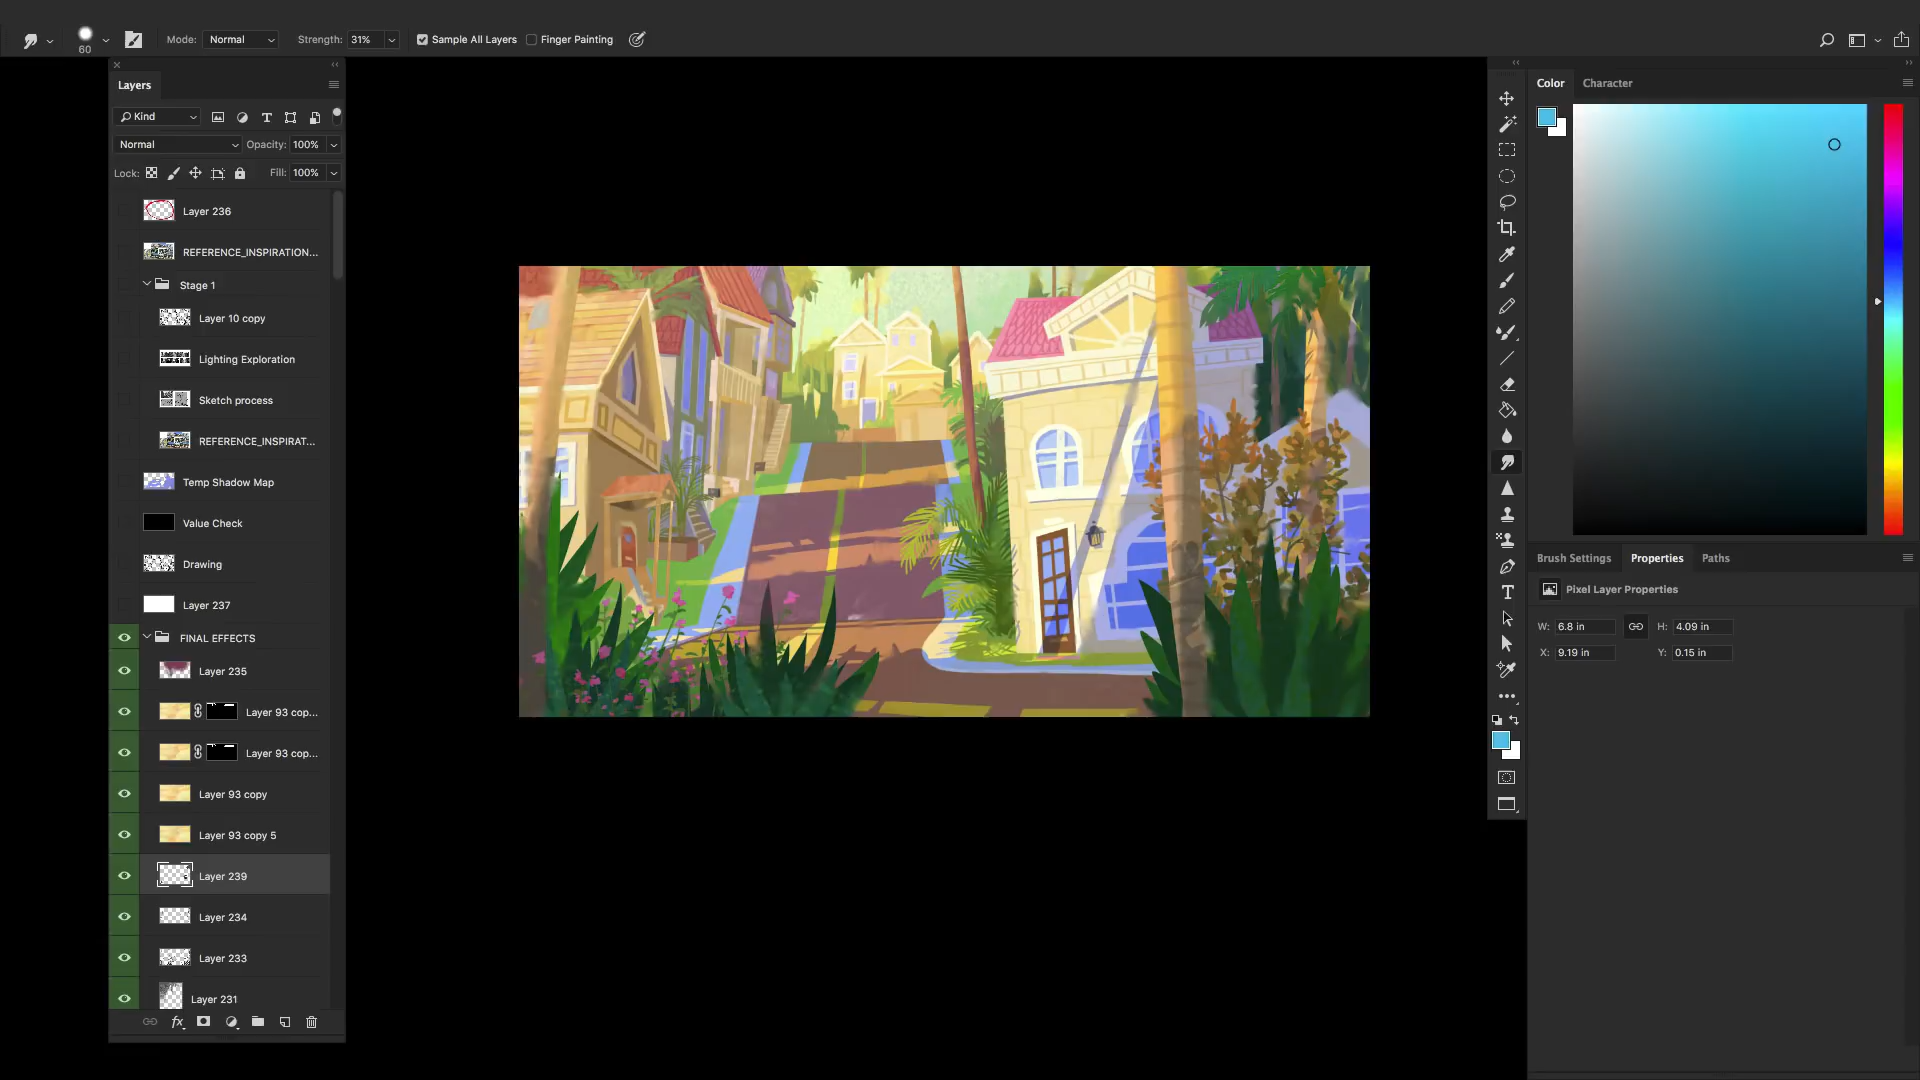 60
Mode: Normal
Strength: 31%
Sample All Layers
Finger Painting
Layers
Kind
Normal
Opacity: 100%
Lock:
Fill: 100%
Layer 236
REFERENCE_INSPIRATION...
Stage 1
Layer 10 copy
Lighting Exploration
Sketch process
REFERENCE_INSPIRAT...
Temp Shadow Map
Value Check
Drawing
Layer 237
FINAL EFFECTS
Layer 235
Layer 93 cop...
Layer 93 cop...
Layer 93 copy
Layer 93 copy 5
Layer 239
Layer 234
Layer 233
Layer 231
fx
Color
Character
Brush Settings
Properties
Paths
Pixel Layer Properties
W: 6.8 in
H: 4.09 in
X: 9.19 in
Y: 0.15 in